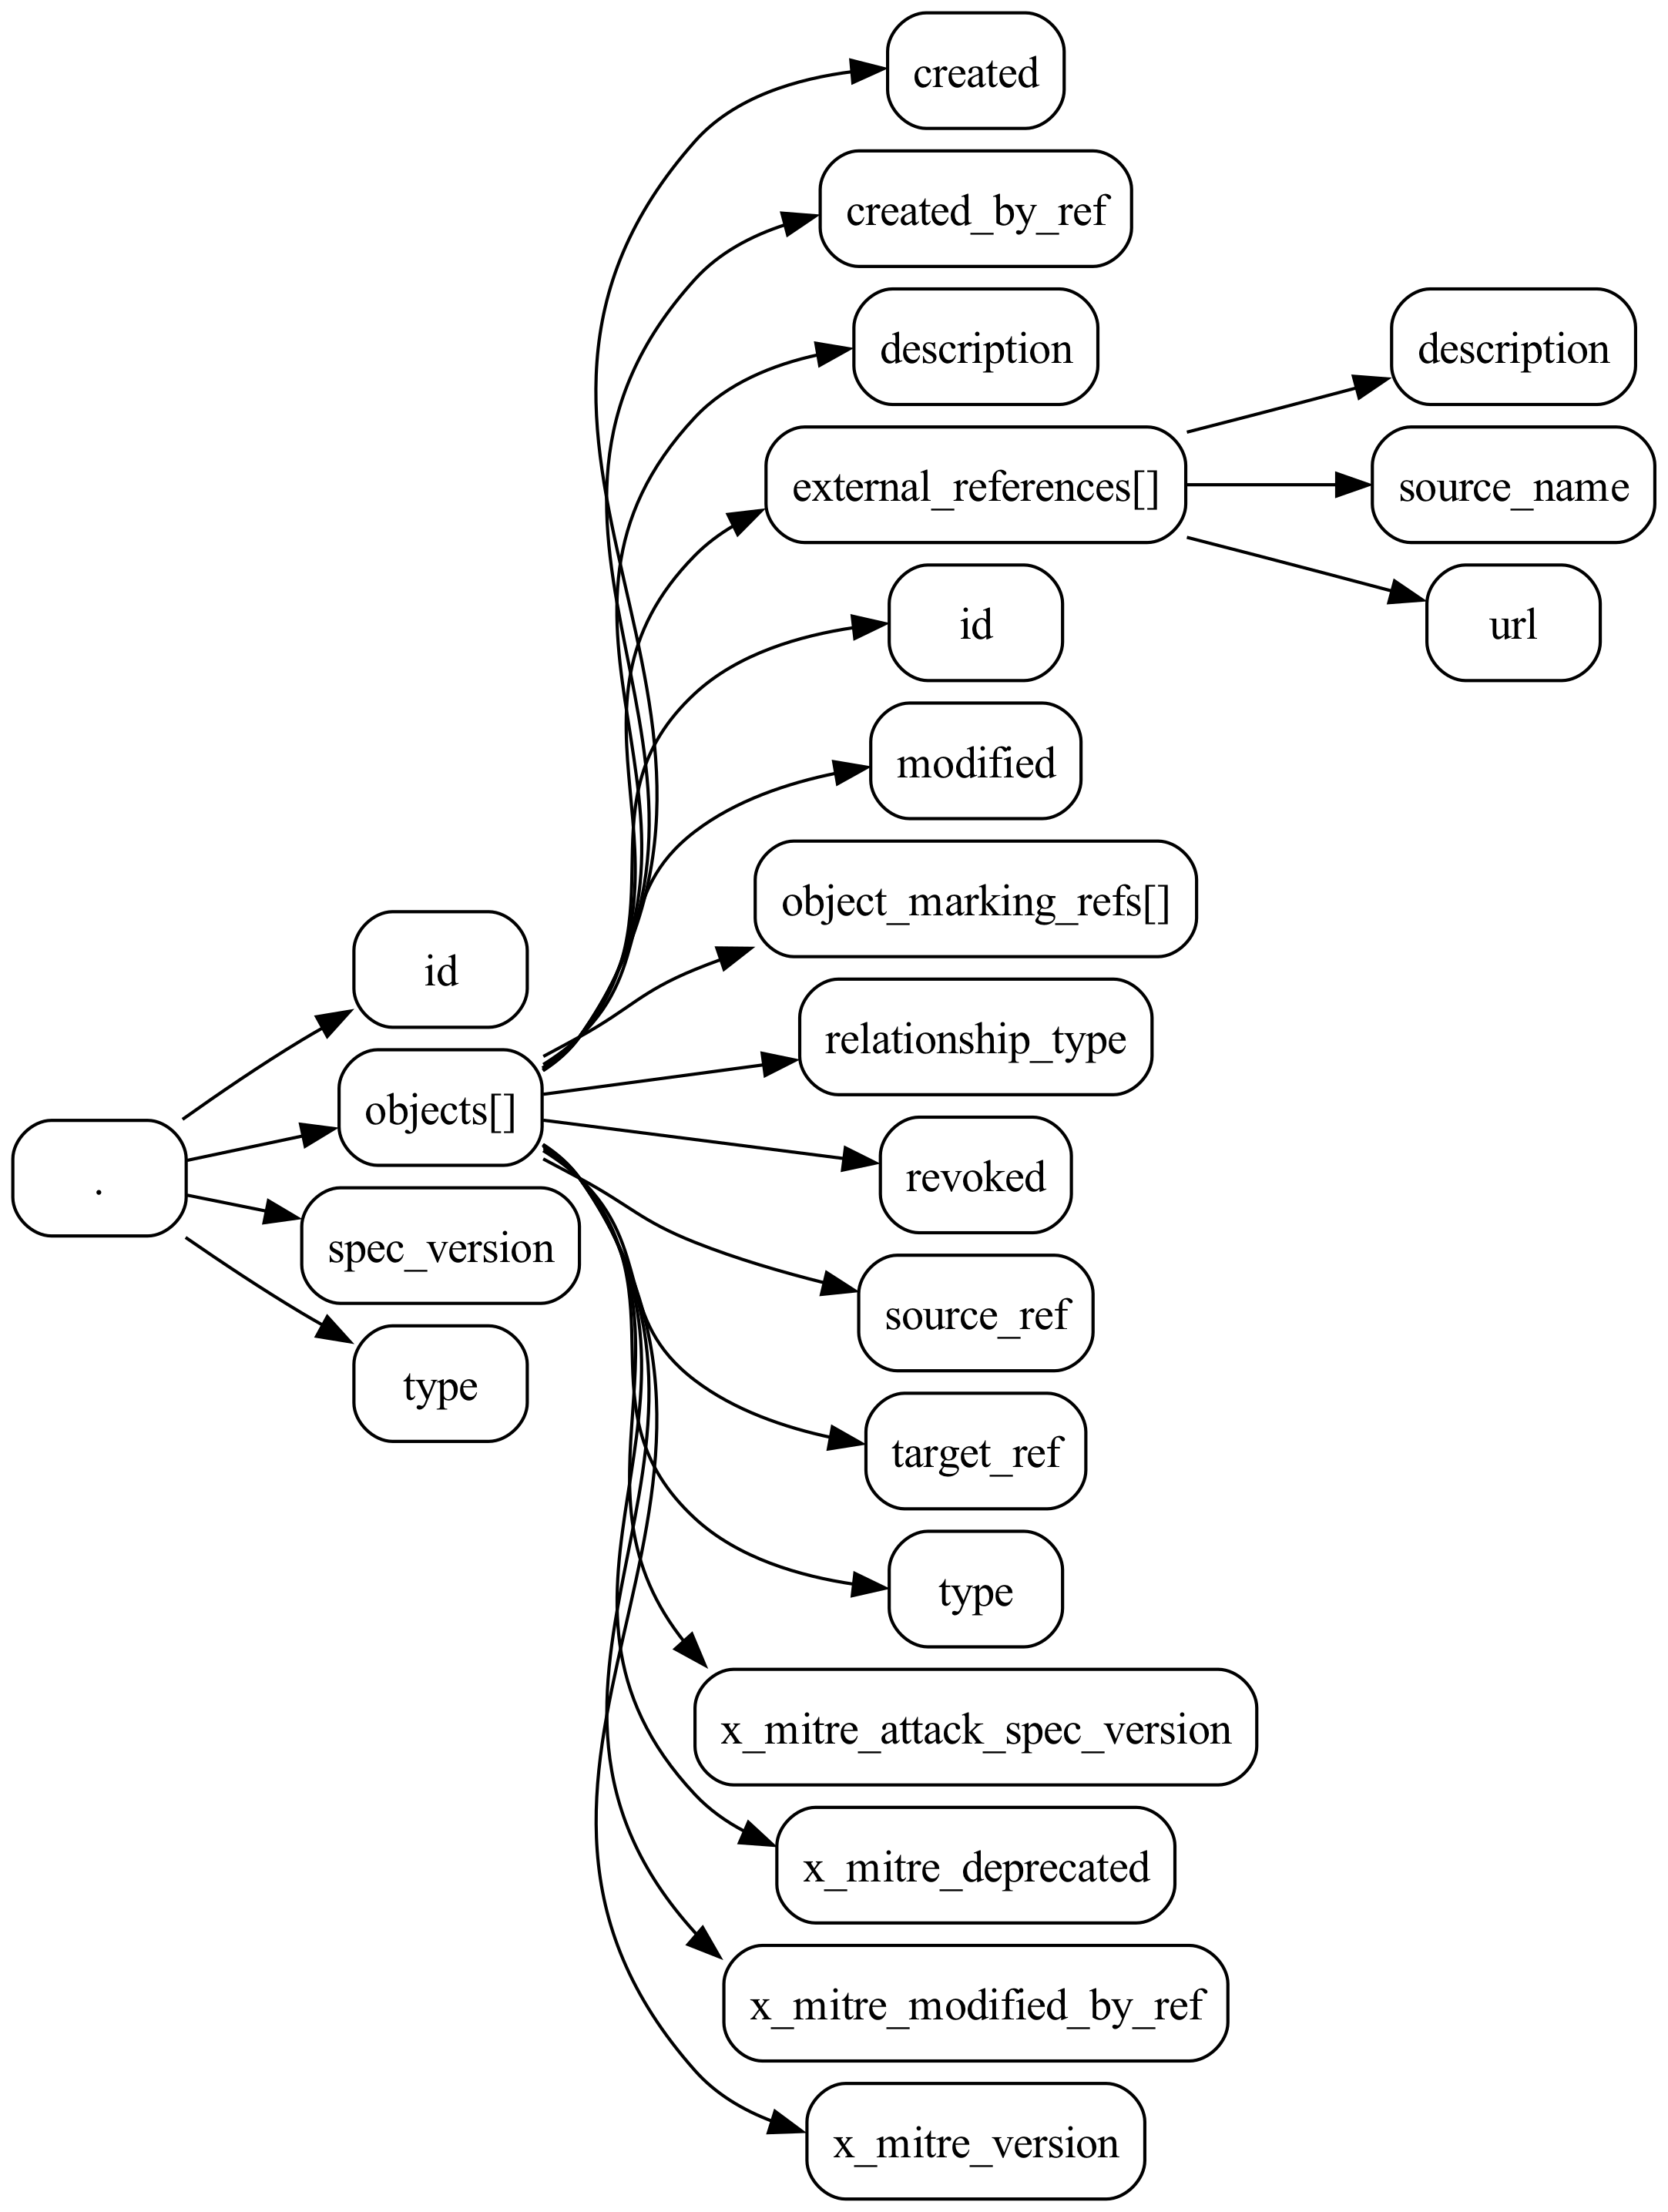 .
id
objects[]
spec_version
type
created
created_by_ref
description
external_references[]
id
modified
object_marking_refs[]
relationship_type
revoked
source_ref
target_ref
type
x_mitre_attack_spec_version
x_mitre_deprecated
x_mitre_modified_by_ref
x_mitre_version
description
source_name
url